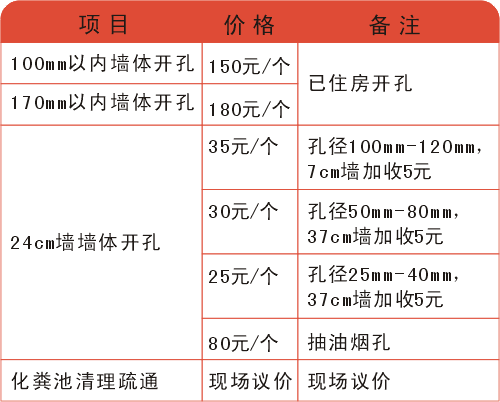 项目 价格 备注
100mm以内墙体开孔 150元/个 已住房开孔
170mm以内墙体开孔 180元/个
24cm墙墙体开孔 35元/个 孔径100mm-120mm，
7cm墙加收5元
30元/个 孔径50mm-80mm，
37cm墙加收5元
25元/个 孔径25mm-40mm，
37cm墙加收5元
80元/个 抽油烟孔
化粪池清理疏通 现场议价 现场议价